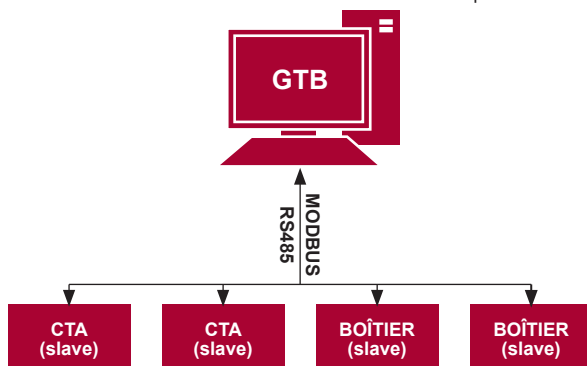 GTB
MODBUS
RS485
CTA
(slave)
CTA
(slave)
BOÎTIER
(slave)
BOÎTIER
(slave)